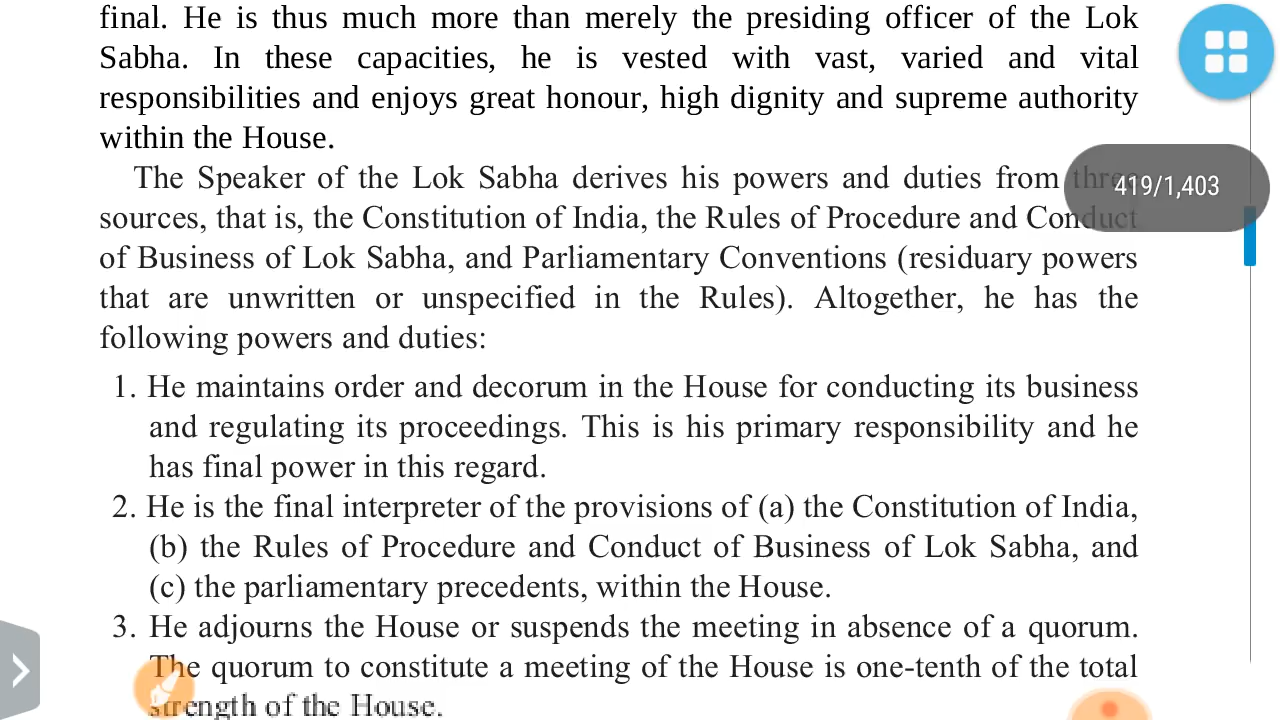 final. He is thus much more than merely the presiding officer of the Lok
Sabha. In these capacities, he is vested with vast, varied and vital
responsibilities and enjoys great honour, high dignity and supreme authority
within the House.
The Speaker of the Lok Sabha derives his powers and duties from three
419/1,403
sources, that is, the Constitution of India, the Rules of Procedure and Conduct
of Business of Lok Sabha, and Parliamentary Conventions (residuary powers
that are unwritten or unspecified in the Rules). Altogether, he has the
following powers and duties:
1. He maintains order and decorum in the House for conducting its business
and regulating its proceedings. This is his primary responsibility and he
has final power in this regard.
2. He is the final interpreter of the provisions of (a) the Constitution of India,
(b) the Rules of Procedure and Conduct of Business of Lok Sabha, and
(c) the parliamentary precedents, within the House.
3. He adjourns the House or suspends the meeting in absence of a quorum.
The quorum to constitute a meeting of the House is one-tenth of the total
strength of the House.